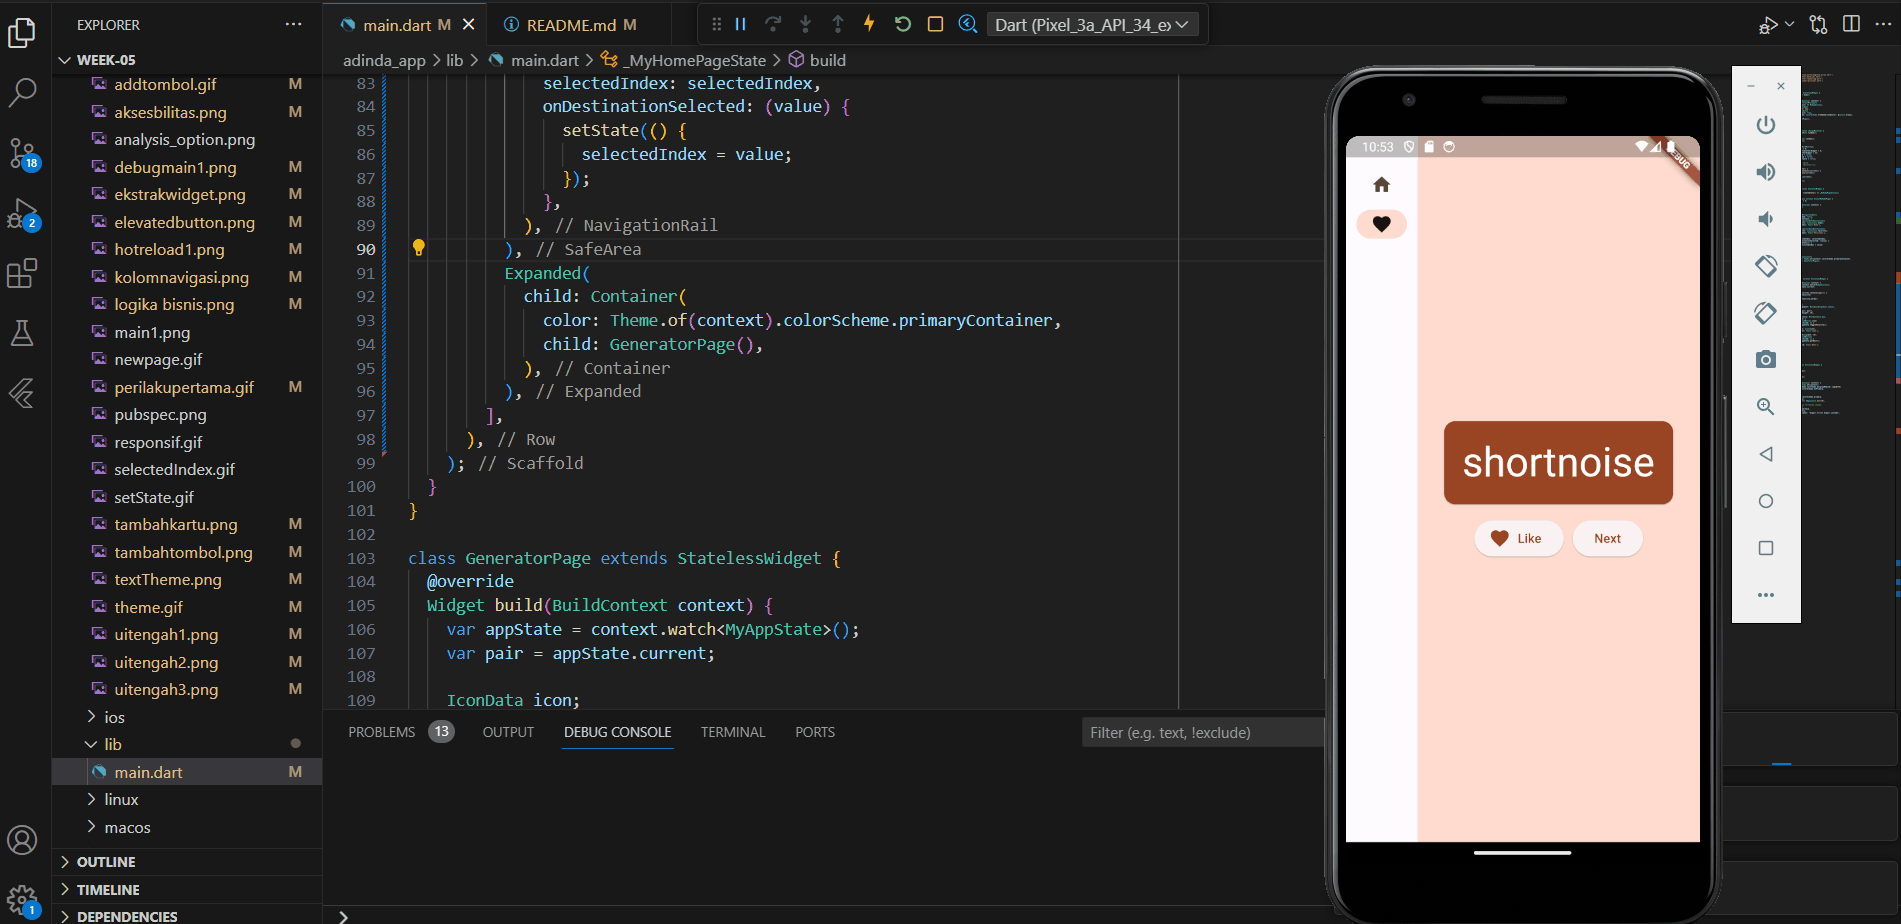 EXPLORER
WEEK-05
addtombol.gif M
aksesbilitas.png M
analysis_option.png
debugmain1.png M
ekstrakwidget.png M
elevatedbutton.png M
hotreload1.png M
kolomnavigasi.png M
logika bisnis.png M
main1.png
newpage.gif
perilakupertama.gif M
pubspec.png
responsif.gif
selectedIndex.gif
setState.gif
tambahkartu.png M
tambahtombol.png M
textTheme.png M
theme.gif M
uitengah1.png M
uitengah2.png M
uitengah3.png M
ios
lib
main.dart M
linux
macos
OUTLINE
TIMELINE
DEPENDENCIES
18
2
1
main.dart M
README.md M
Dart (Pixel_3a_API_34_ex
adinda_app > lib > main.dart > _MyHomePageState > build
83 selectedIndex: selectedIndex,
84 onDestinationSelected: (value) {
85 setState(() {
86 selectedIndex = value;
87 });
88 },
89 ), // NavigationRail
90 ), // SafeArea
91 Expanded(
92 child: Container(
93 color: Theme.of(context).colorScheme.primaryContainer,
94 child: GeneratorPage(),
95 ), // Container
96 ), // Expanded
97 ],
98 ), // Row
99 ); // Scaffold
100 }
101 }
102
103 class GeneratorPage extends StatelessWidget {
104 @override
105 Widget build(BuildContext context) {
106 var appState = context.watch<MyAppState>();
107 var pair = appState.current;
108
109 IconData icon;
PROBLEMS 13 OUTPUT DEBUG CONSOLE TERMINAL PORTS
Filter (e.g. text, !exclude)
10:53
shortnoise
Like
Next